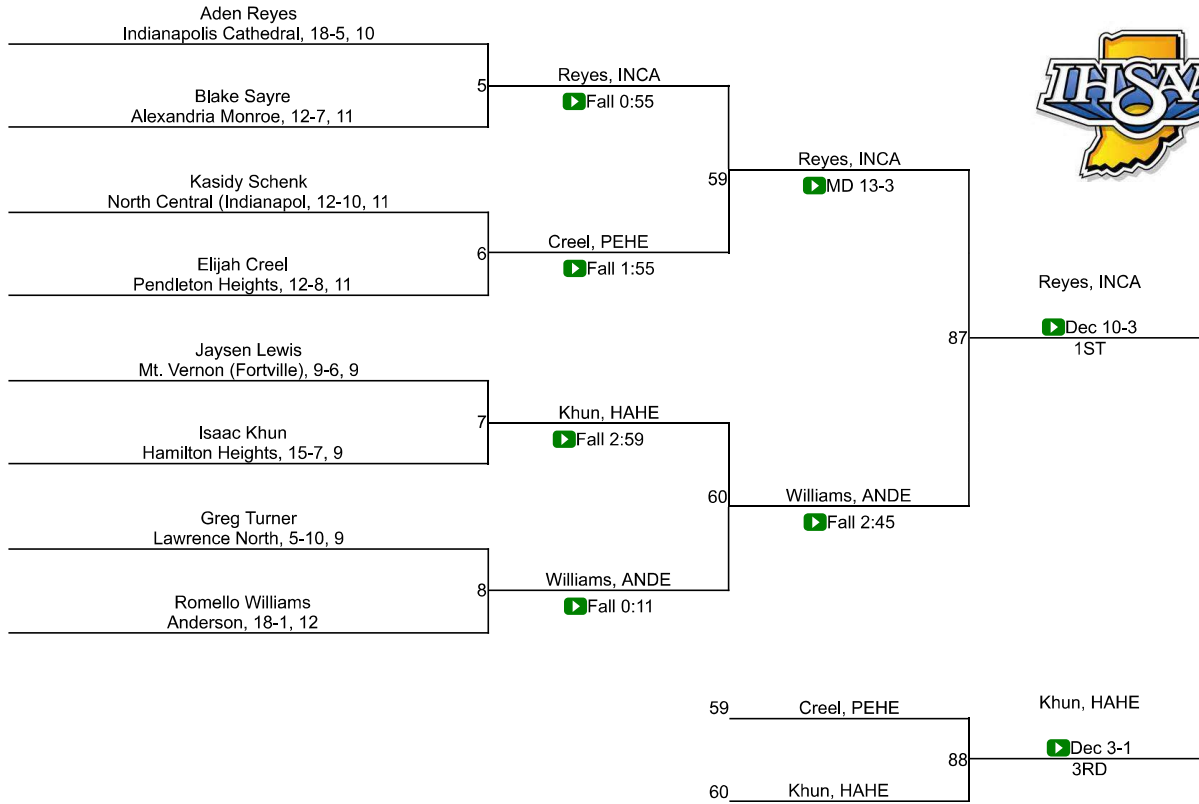 Aden Reyes
Indianapolis Cathedral, 18-5, 10
5
Reyes, INCA
Fall 0:55
Blake Sayre
Alexandria Monroe, 12-7, 11
59
Reyes, INCA
MD 13-3
Kasidy Schenk
North Central (Indianapol, 12-10, 11
6
Creel, PEHE
Fall 1:55
Elijah Creel
Pendleton Heights, 12-8, 11
IHSAA
87
Reyes, INCA
Dec 10-3
1ST
Jaysen Lewis
Mt. Vernon (Fortville), 9-6, 9
7
Khun, HAHE
Fall 2:59
Isaac Khun
Hamilton Heights, 15-7, 9
60
Williams, ANDE
Fall 2:45
Greg Turner
Lawrence North, 5-10, 9
8
Williams, ANDE
Fall 0:11
Romello Williams
Anderson, 18-1, 12
59
Creel, PEHE
88
Khun, HAHE
Dec 3-1
3RD
60
Khun, HAHE